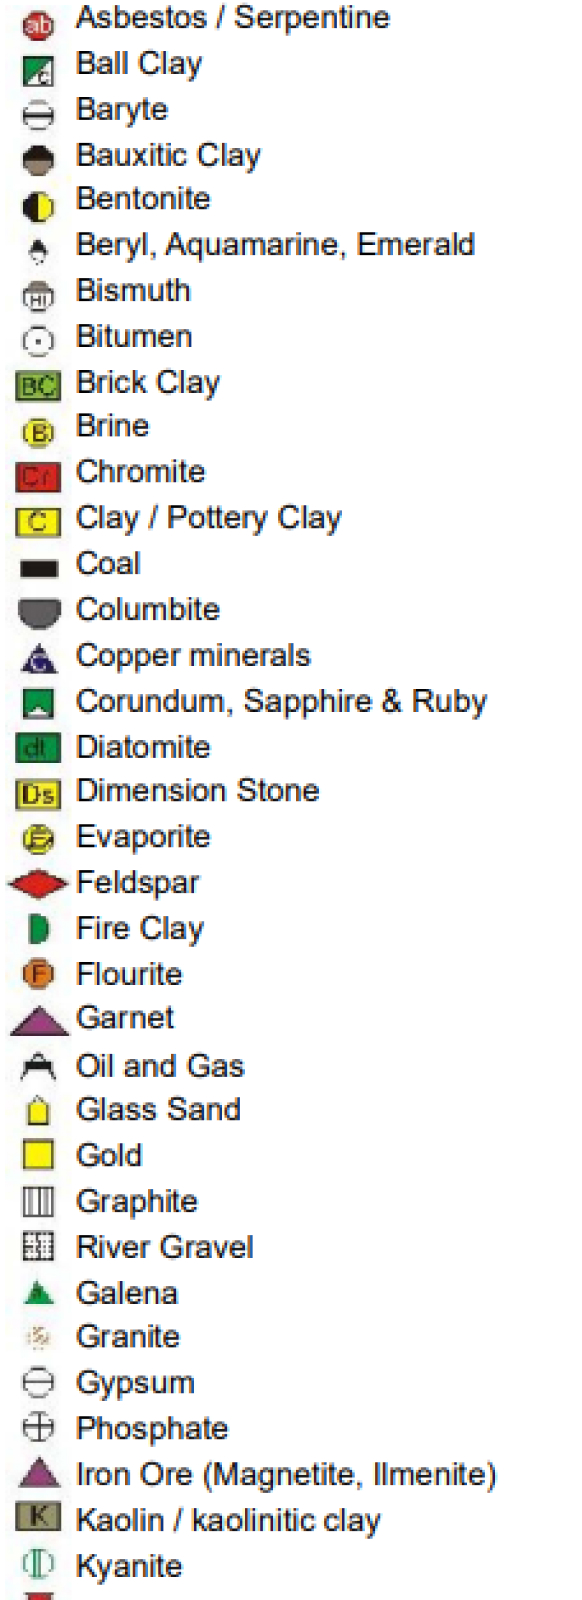 ab Asbestos / Serpentine
c Ball Clay
Baryte
Bauxitic Clay
Bentonite
Beryl, Aquamarine, Emerald
Bismuth
Bitumen
BC Brick Clay
B Brine
Cr Chromite
C Clay / Pottery Clay
Coal
Columbite
Copper minerals
Corundum, Sapphire & Ruby
dt Diatomite
Ds Dimension Stone
Evaporite
Feldspar
Fire Clay
F Flourite
Garnet
Oil and Gas
Glass Sand
Gold
Graphite
River Gravel
Galena
Granite
Gypsum
Phosphate
Iron Ore (Magnetite, Ilmenite)
K Kaolin / kaolinitic clay
Kyanite